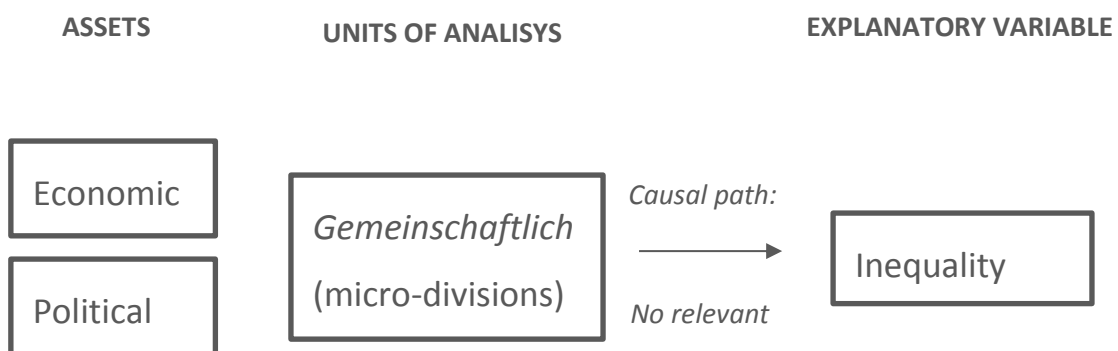 ASSETS
UNITS OF ANALISYS
EXPLANATORY VARIABLE
Economic
Political
Gemeinschaftlich
(micro-divisions)
Causal path:
No relevant
Inequality